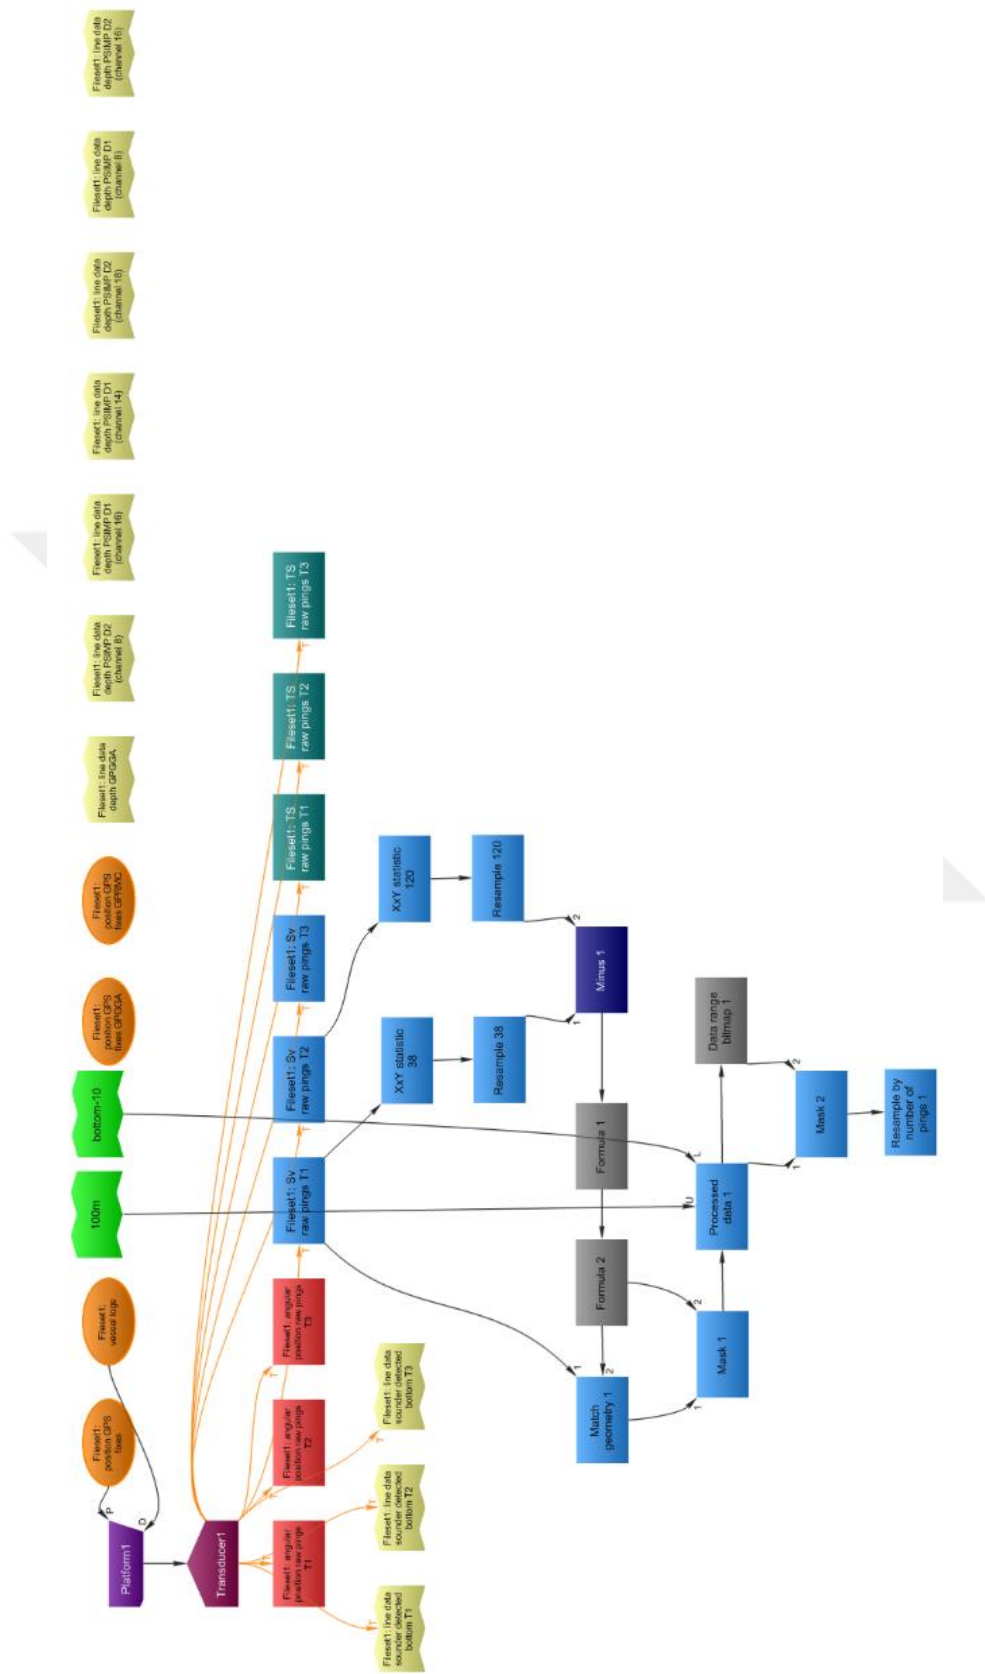 Fileset1:
position GPS
fixes
Fileset1:
vessel logs
100m
bottom-10
Fileset1:
position GPS
fixes GPGGA
Fileset1:
position GPS
fixes GPRMC
Fileset1: line data
depth GPGGA
Fileset1: line data
depth PSIMP D2
(channel 8)
Fileset1: line data
depth PSIMP D1
(channel 16)
Fileset1: line data
depth PSIMP D1
(channel 14)
Fileset1: line data
depth PSIMP D2
(channel 18)
Fileset1: line data
depth PSIMP D1
(channel 8)
Fileset1: line data
depth PSIMP D2
(channel 16)
P
D
Platform1
Transducer1
Fileset1: angular
position raw pings
T1
Fileset1: angular
position raw pings
T2
Fileset1: angular
position raw pings
T3
Fileset1: Sv
raw pings T1
Fileset1: Sv
raw pings T2
Fileset1: Sv
raw pings T3
Fileset1: TS
raw pings T1
Fileset1: TS
raw pings T2
Fileset1: TS
raw pings T3
Fileset1: line data
sounder detected
bottom T1
Fileset1: line data
sounder detected
bottom T2
Fileset1: line data
sounder detected
bottom T3
XxY statistic
38
XxY statistic
120
Resample 38
Resample 120
1
2
Match
geometry 1
Formula 2
Formula 1
Minus 1
1
2
1
2
Mask 1
U
L
Processed
data 1
Data range
bitmap 1
1
2
Mask 2
Resample by
number of
pings 1